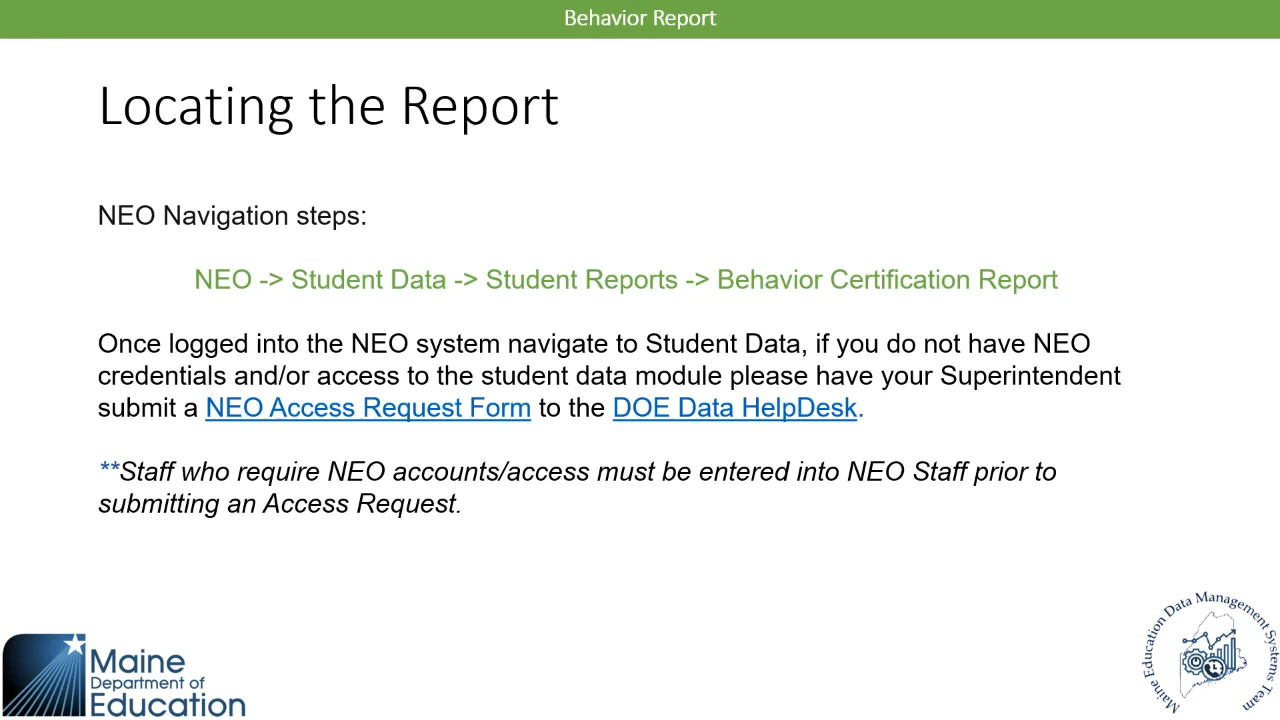 Behavior Report
Locating the Report
NEO Navigation steps:
NEO -> Student Data -> Student Reports -> Behavior Certification Report
Once logged into the NEO system navigate to Student Data, if you do not have NEO
credentials and/or access to the student data module please have your Superintendent
submit a NEO Access Request Form to the DOE Data HelpDesk.
**Staff who require NEO accounts/access must be entered into NEO Staff prior to
submitting an Access Request.
Maine
Department of
Education
Maine Education Data Management Systems Team